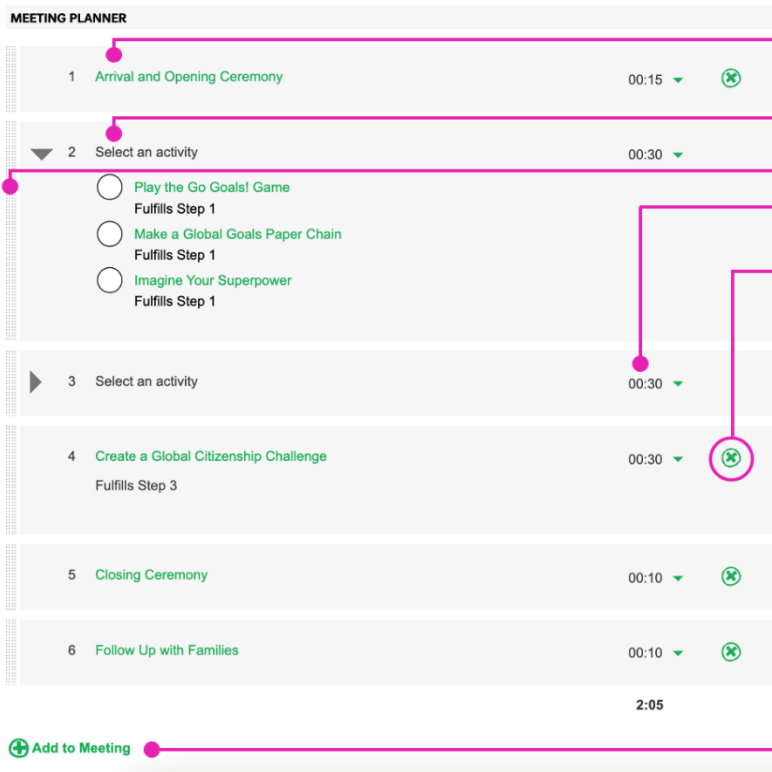 MEETING PLANNER
1 Arrival and Opening Ceremony 00:15
2 Select an activity 00:30
Play the Go Goals! Game
Fulfills Step 1
Make a Global Goals Paper Chain
Fulfills Step 1
Imagine Your Superpower
Fulfills Step 1
3 Select an activity 00:30
4 Create a Global Citizenship Challenge 00:30
Fulfills Step 3
5 Closing Ceremony 00:10
6 Follow Up with Families 00:10
2:05
Add to Meeting